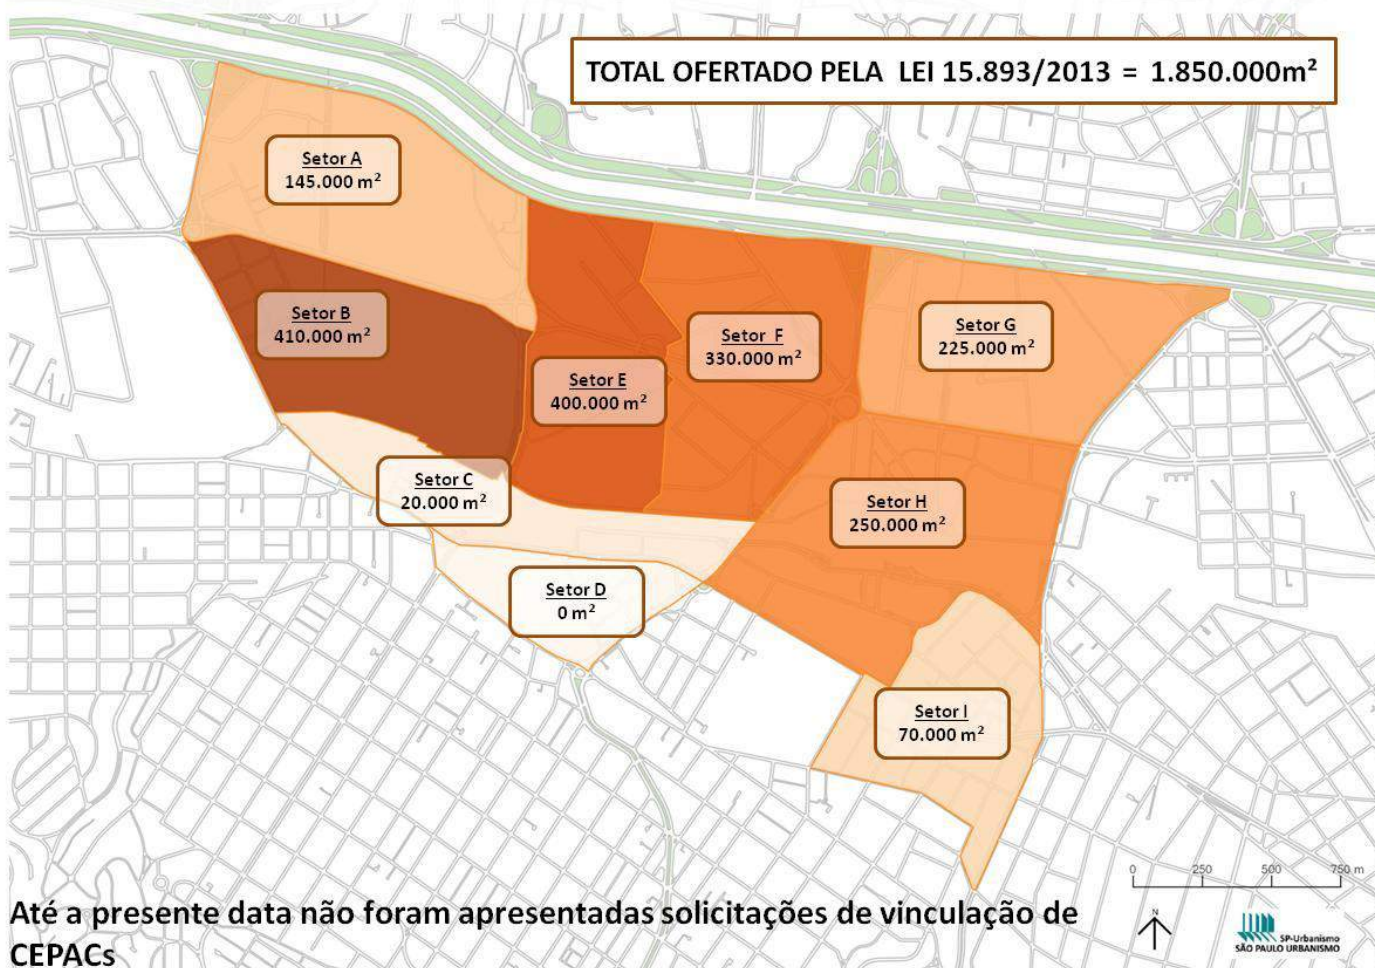 TOTAL OFERTADO PELA LEI 15.893/2013 = 1.850.000m²
Setor A
145.000 m²
Setor B
410.000 m²
Setor E
400.000 m²
Setor F
330.000 m²
Setor G
225.000 m²
Setor C
20.000 m²
Setor H
250.000 m²
Setor D
0 m²
Setor I
70.000 m²
0 250 500 750 m
N
Até a presente data não foram apresentadas solicitações de vinculação de
CEPACs
SP-Urbanismo
SÃO PAULO URBANISMO